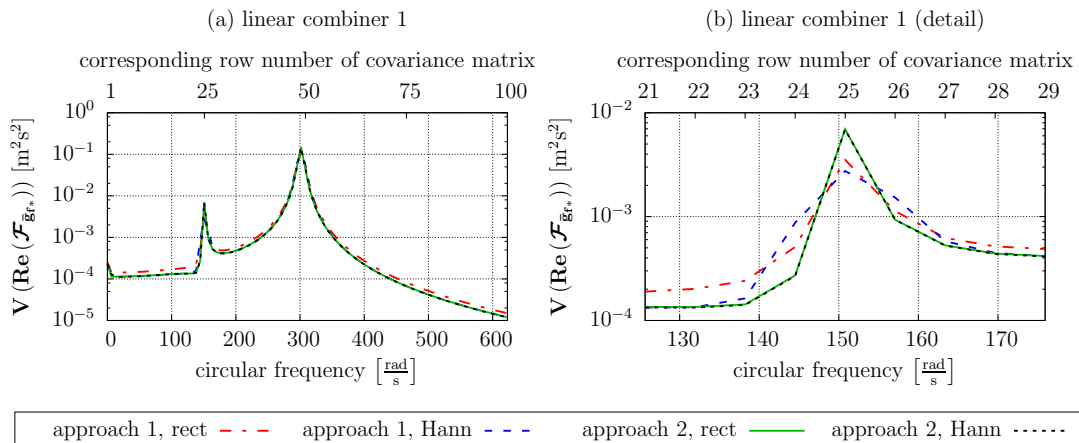 (a) linear combiner 1
corresponding row number of covariance matrix
1 25 50 75 100
10^0
10^{-1}
10^{-2}
10^{-3}
10^{-4}
10^{-5}
V (Re (𝓕_{ḡ_{f*}})) [m²s²]
0 100 200 300 400 500 600
circular frequency [rad/s]
(b) linear combiner 1 (detail)
corresponding row number of covariance matrix
21 22 23 24 25 26 27 28 29
10^{-2}
10^{-3}
10^{-4}
V (Re (𝓕_{ḡ_{f*}})) [m²s²]
130 140 150 160 170
circular frequency [rad/s]
approach 1, rect approach 1, Hann approach 2, rect approach 2, Hann